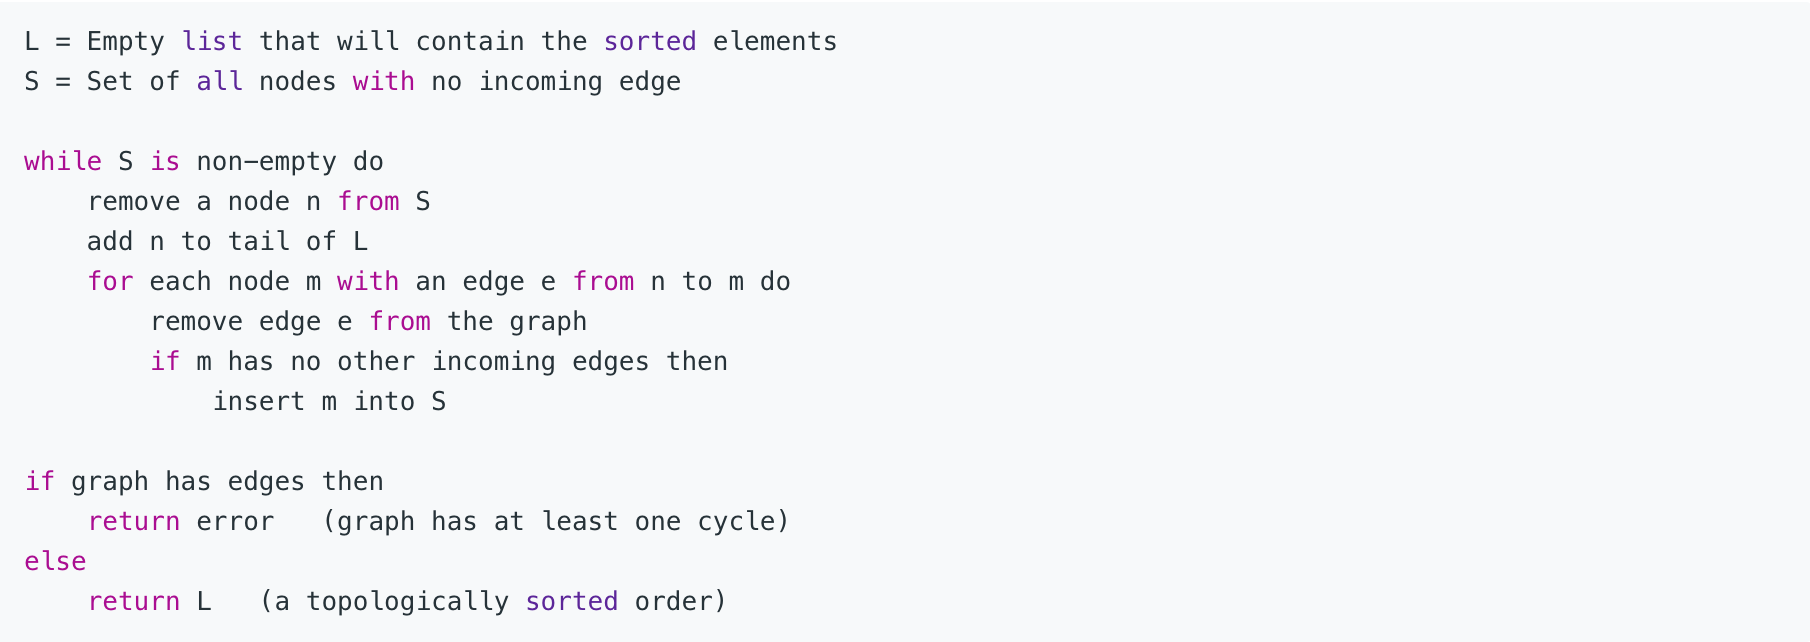 L = Empty list that will contain the sorted elements
S = Set of all nodes with no incoming edge

while S is non-empty do
    remove a node n from S
    add n to tail of L
    for each node m with an edge e from n to m do
        remove edge e from the graph
        if m has no other incoming edges then
            insert m into S

if graph has edges then
    return error   (graph has at least one cycle)
else
    return L   (a topologically sorted order)